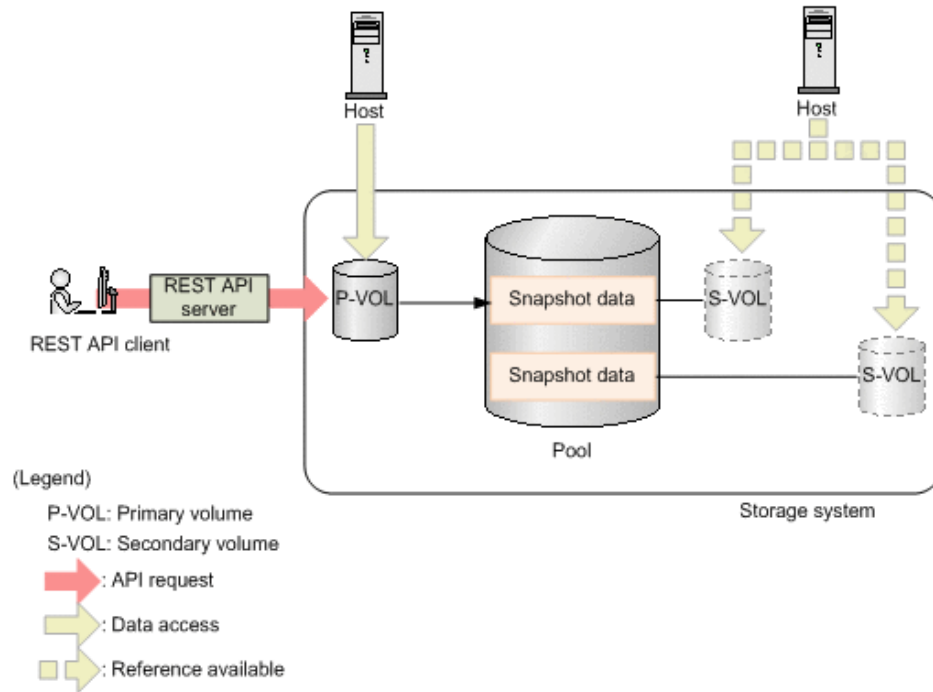 Host
Host
REST API
server
REST API client
P-VOL
Snapshot data
S-VOL
Snapshot data
S-VOL
Pool
Storage system
(Legend)
P-VOL: Primary volume
S-VOL: Secondary volume
: API request
: Data access
: Reference available